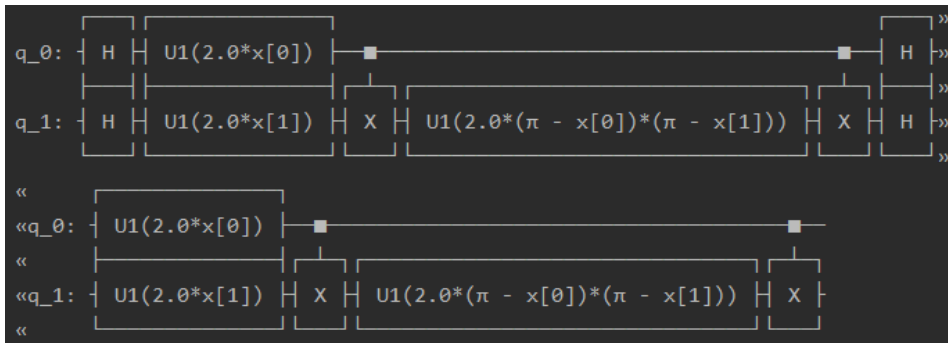 »
q_0: H U1(2.0*x[0]) ■ ■ H »
»
q_1: H U1(2.0*x[1]) X U1(2.0*(π - x[0])*(π - x[1])) X H »
»
«
«q_0: U1(2.0*x[0]) ■ ■
«
«q_1: U1(2.0*x[1]) X U1(2.0*(π - x[0])*(π - x[1])) X
«